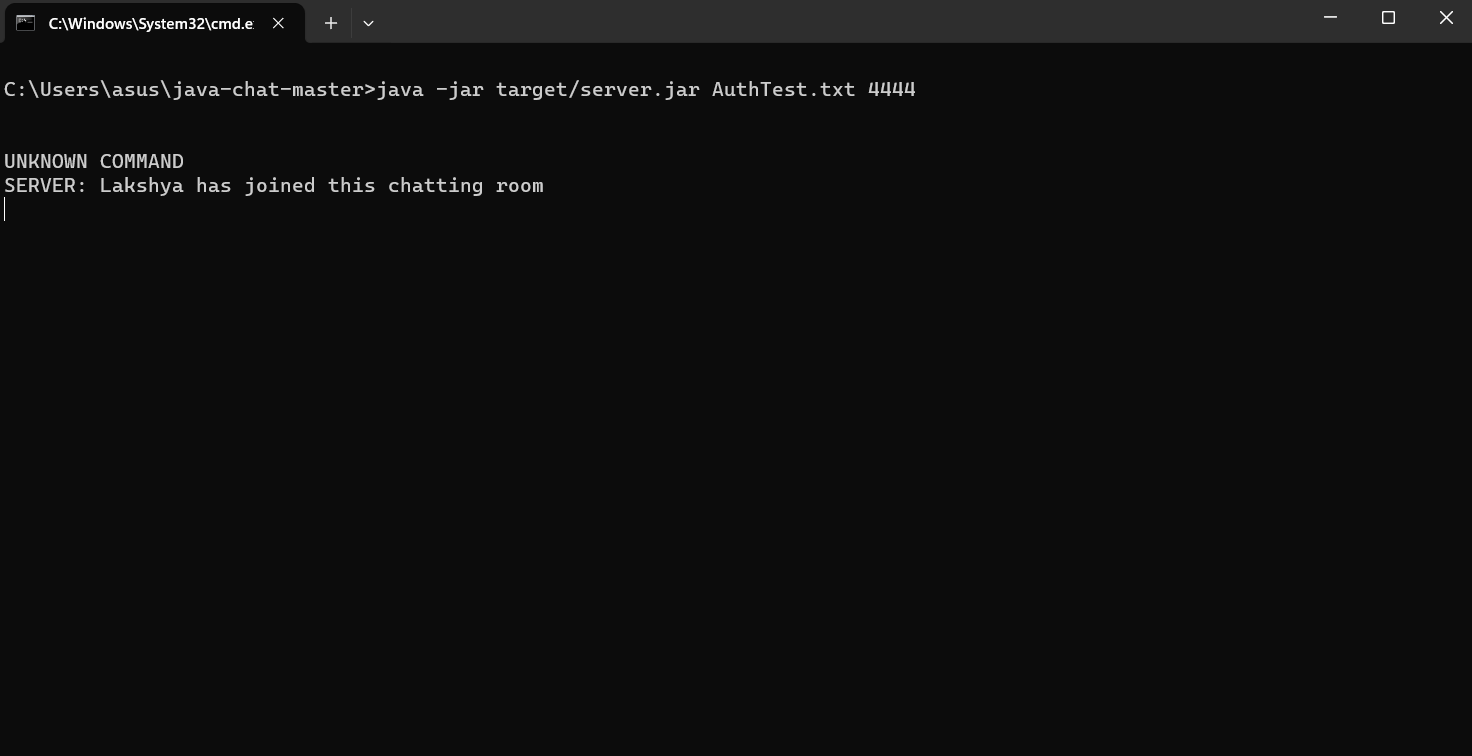 C:\Windows\System32\cmd.e
C:\Users\asus\java-chat-master>java -jar target/server.jar AuthTest.txt 4444
UNKNOWN COMMAND
SERVER: Lakshya has joined this chatting room